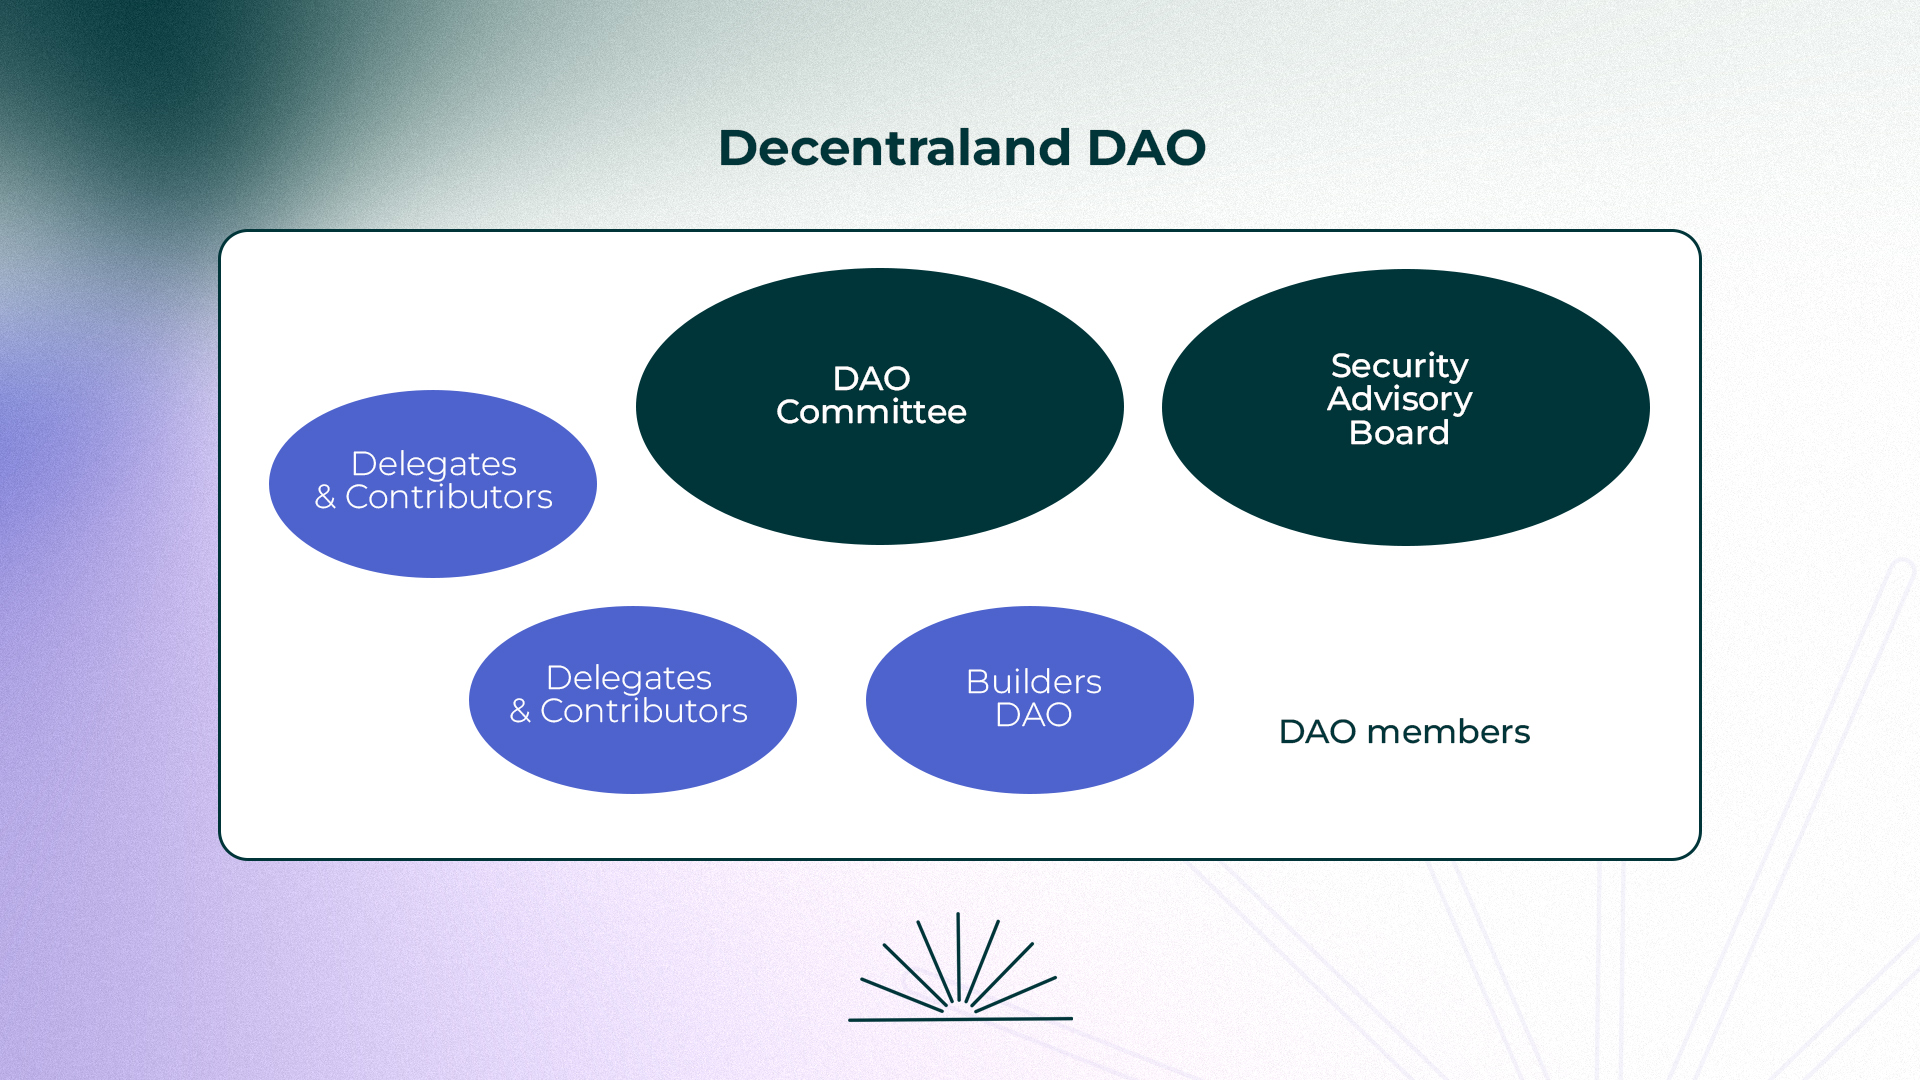 Decentraland DAO
DAO
Committee
Security
Advisory
Board
Delegates
& Contributors
Delegates
& Contributors
Builders
DAO
DAO members